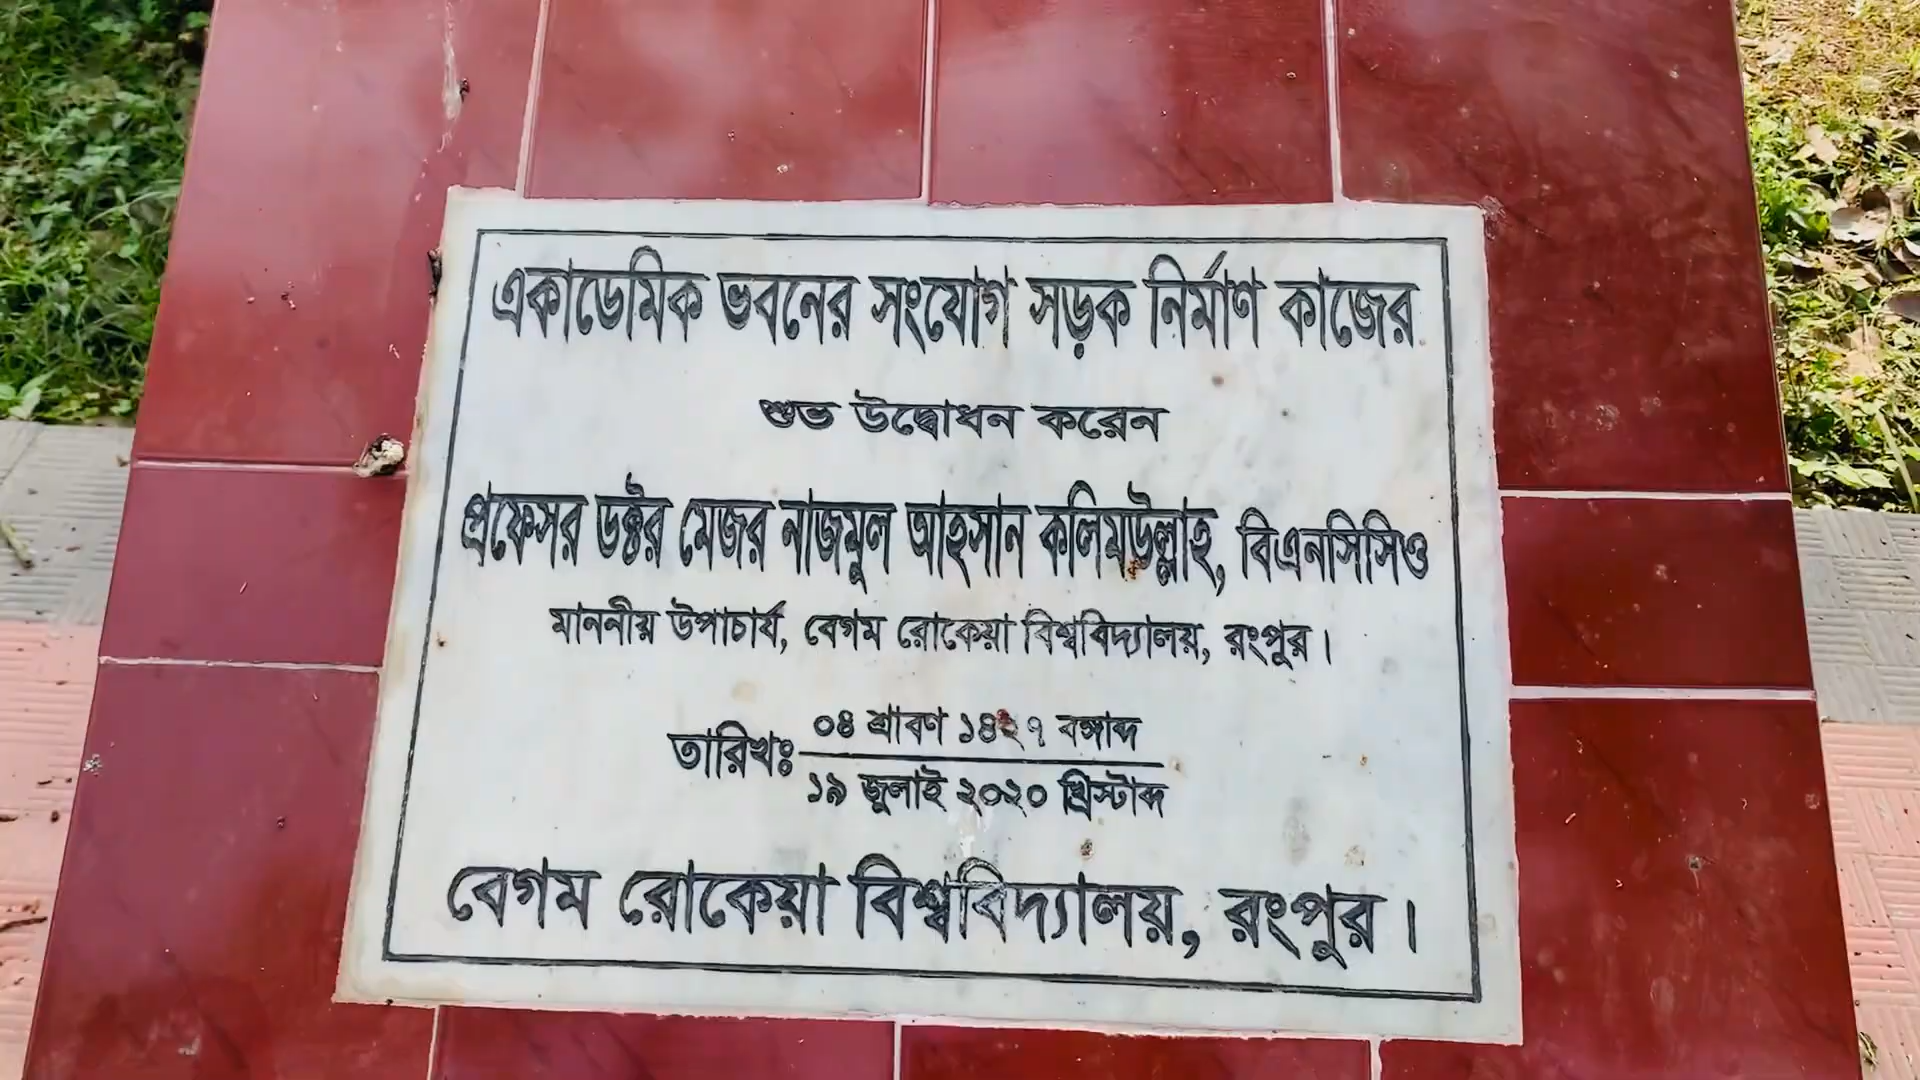 একাডেমিক ভবনের সংযোগ সড়ক নির্মাণ কাজের
শুভ উদ্বোধন করেন
প্রফেসর ডক্টর মেজর নাজমুল আহসান কলিমউল্লাহ, বিএনসিসিও
মাননীয় উপাচার্য, বেগম রোকেয়া বিশ্ববিদ্যালয়, রংপুর।
তারিখঃ ০৪ শ্রাবণ ১৪২৭ বঙ্গাব্দ
১৯ জুলাই ২০২০ খ্রিস্টাব্দ
বেগম রোকেয়া বিশ্ববিদ্যালয়, রংপুর।